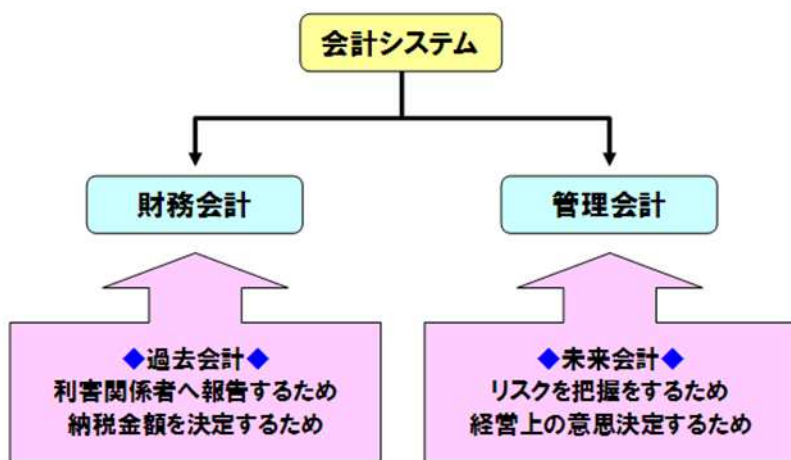 会計システム
財務会計
管理会計
◆過去会計◆
利害関係者へ報告するため
納税金額を決定するため
◆未来会計◆
リスクを把握をするため
経営上の意思決定するため